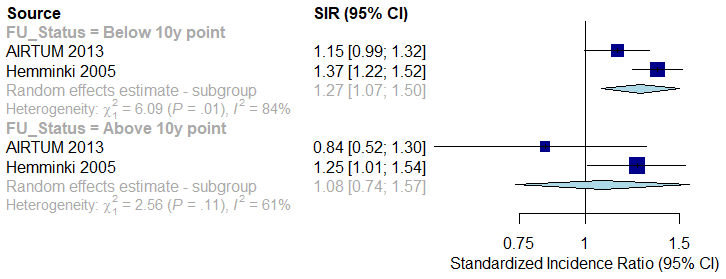 Source SIR (95% CI)
FU_Status = Below 10y point
AIRTUM 2013 1.15 [0.99; 1.32]
Hemminki 2005 1.37 [1.22; 1.52]
Random effects estimate - subgroup 1.27 [1.07; 1.50]
Heterogeneity: χ²₁ = 6.09 (P = .01), I² = 84%
FU_Status = Above 10y point
AIRTUM 2013 0.84 [0.52; 1.30]
Hemminki 2005 1.25 [1.01; 1.54]
Random effects estimate - subgroup 1.08 [0.74; 1.57]
Heterogeneity: χ²₁ = 2.56 (P = .11), I² = 61%
0.75 1 1.5
Standardized Incidence Ratio (95% CI)